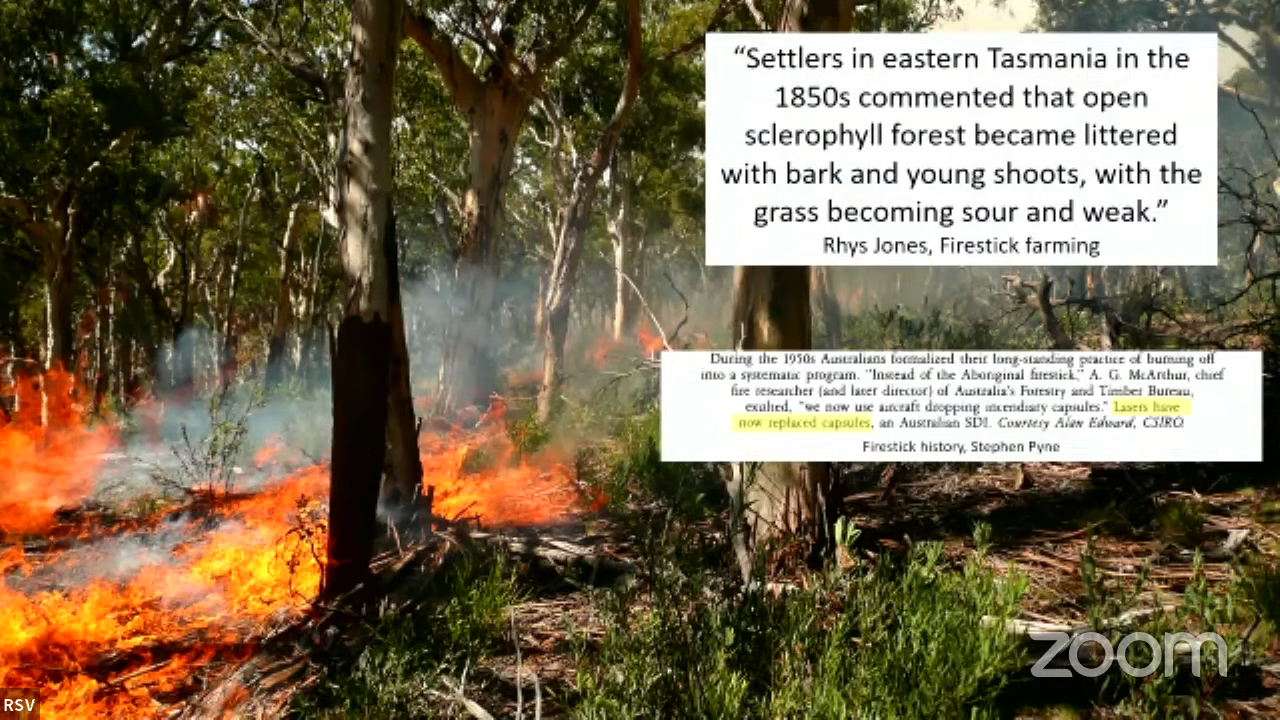 “Settlers in eastern Tasmania in the
1850s commented that open
sclerophyll forest became littered
with bark and young shoots, with the
grass becoming sour and weak.”
Rhys Jones, Firestick farming
During the 1950s Australians formalized their long-standing practice of burning off
into a systematic program. "Instead of the Aboriginal firestick," A. G. McArthur, chief
fire researcher (and later director) of Australia's Forestry and Timber Bureau,
exulted, "we now use aircraft dropping incendiary capsules." Lasers have
now replaced capsules, an Australian SDI. Courtesy Alan Edward, CSIRO.
Firestick history, Stephen Pyne
zoom
RSV